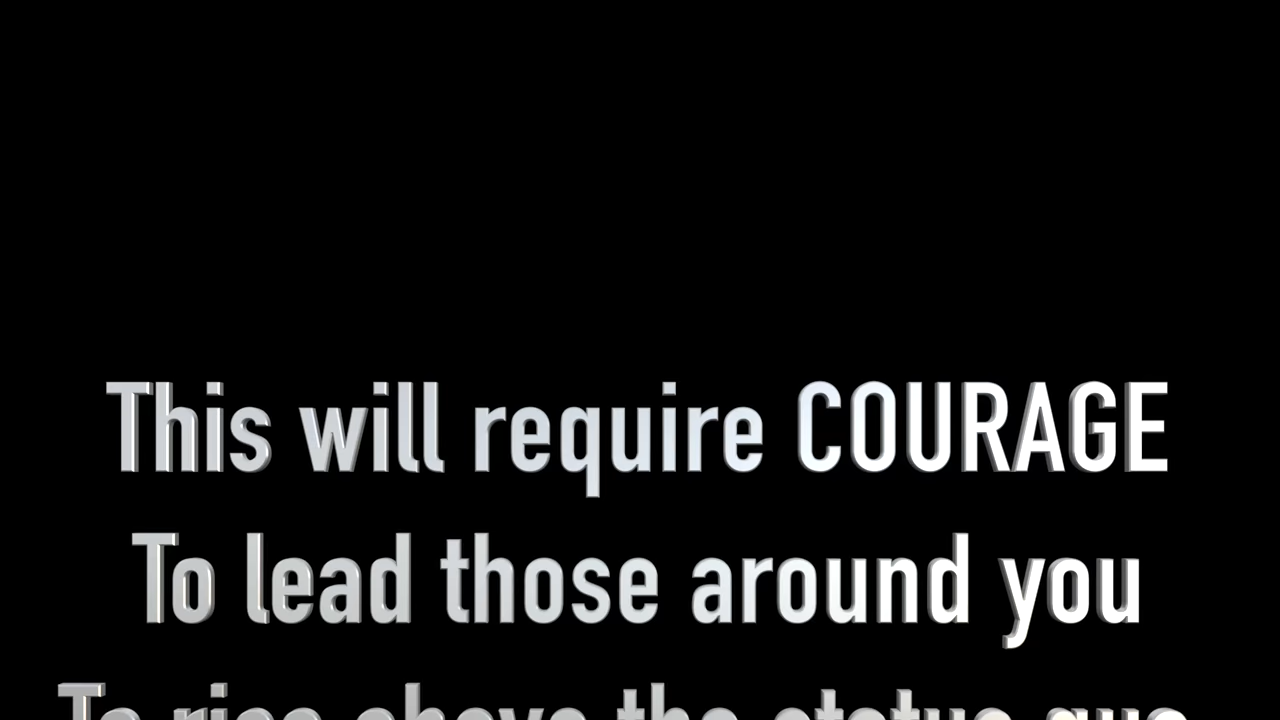 This will require COURAGE
To lead those around you
To rise above the status quo